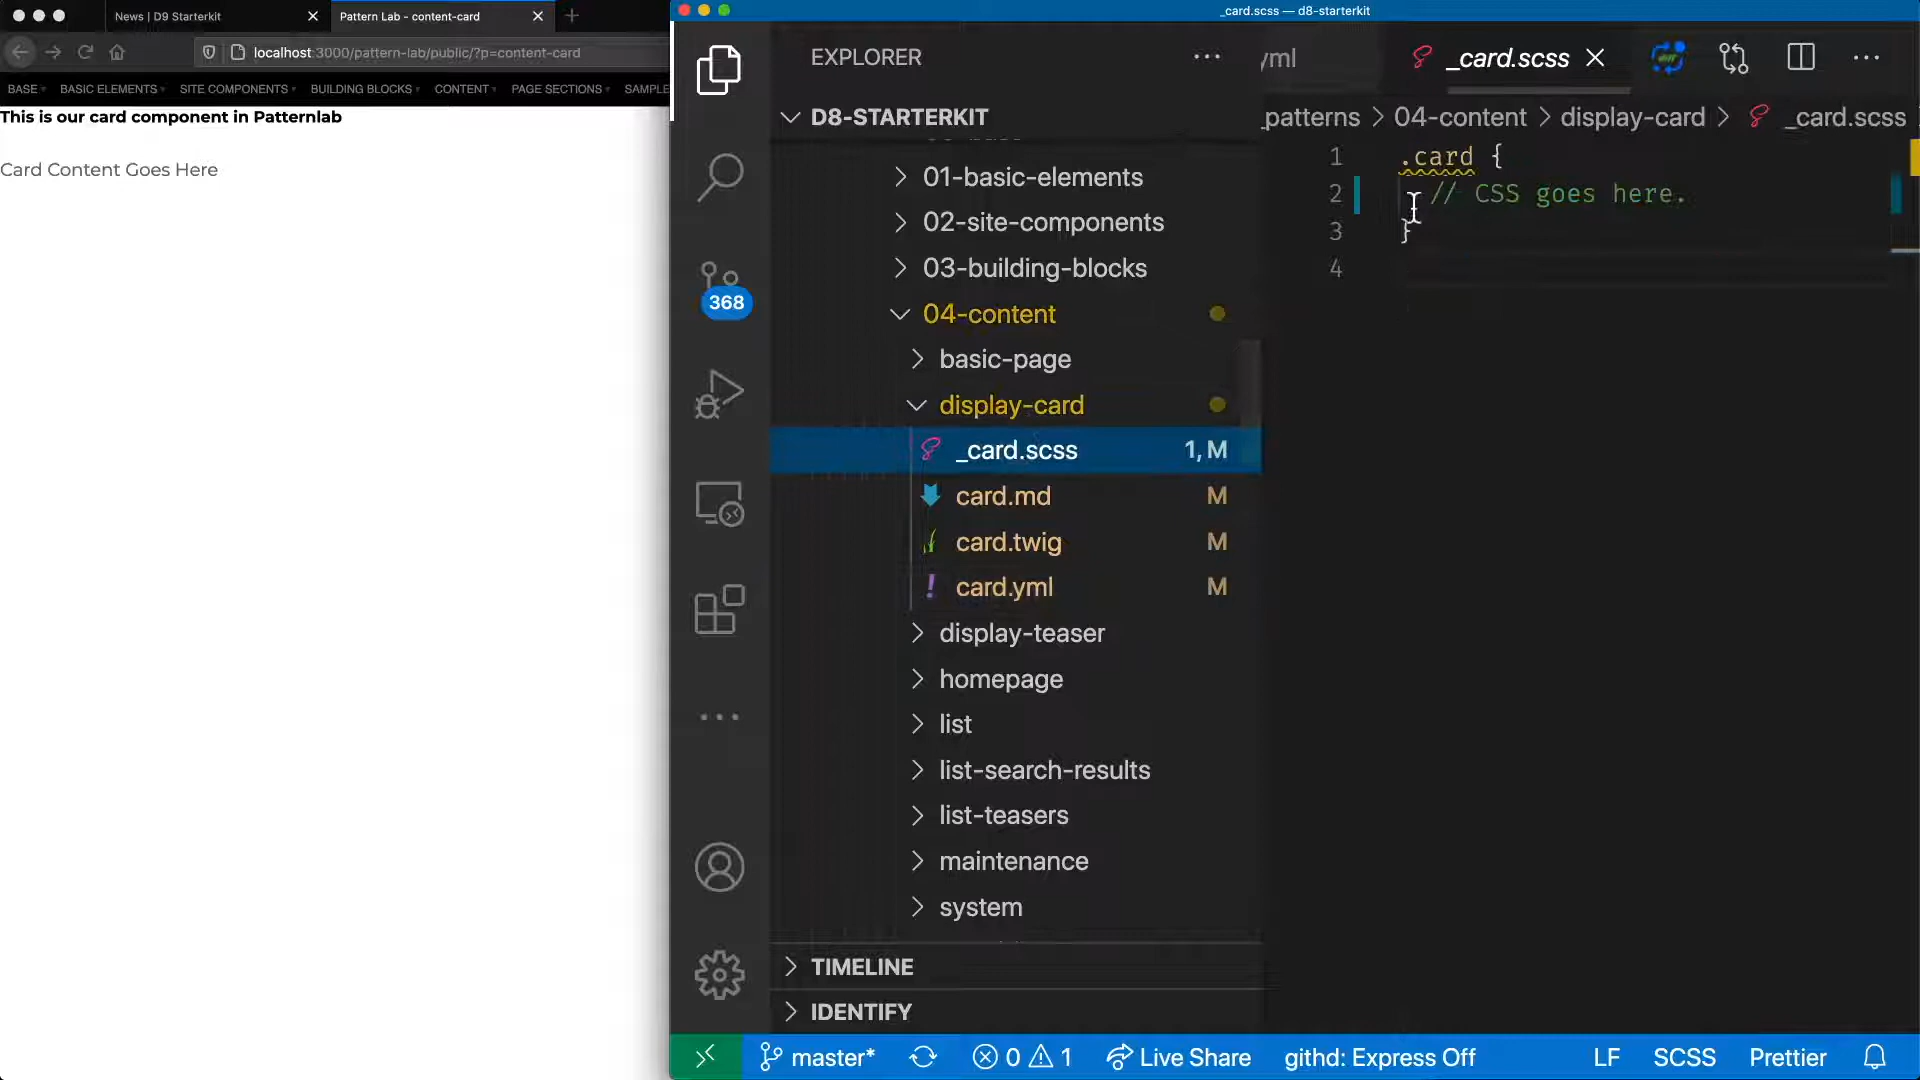 News | D9 Starterkit
Pattern Lab - content-card
localhost:3000/pattern-lab/public/?p=content-card
BASE
BASIC ELEMENTS
SITE COMPONENTS
BUILDING BLOCKS
CONTENT
PAGE SECTIONS
SAMPLE
This is our card component in Patternlab
Card Content Goes Here
_card.scss — d8-starterkit
EXPLORER
D8-STARTERKIT
01-basic-elements
02-site-components
03-building-blocks
04-content
basic-page
display-card
_card.scss 1, M
card.md M
card.twig M
card.yml M
display-teaser
homepage
list
list-search-results
list-teasers
maintenance
system
TIMELINE
IDENTIFY
368
yml
_card.scss
_patterns > 04-content > display-card > _card.scss
1 .card {
2 // CSS goes here.
3 }
4
master* 0 1 Live Share githd: Express Off LF SCSS Prettier